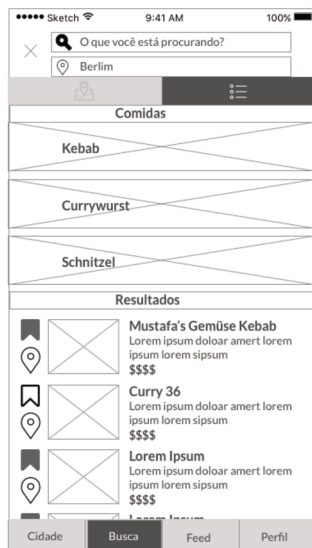 Sketch 9:41 AM 100%
O que você está procurando?
Berlim
Comidas
Kebab
Currywurst
Schnitzel
Resultados
Mustafa's Gemüse Kebab
Lorem ipsum doloar amert lorem
ipsum lorem sipsum
$$$$
Curry 36
Lorem ipsum doloar amert lorem
ipsum lorem sipsum
$$$$
Lorem Ipsum
Lorem ipsum doloar amert lorem
ipsum lorem sipsum
$$$$
Lorem Ipsum
Cidade Busca Feed Perfil